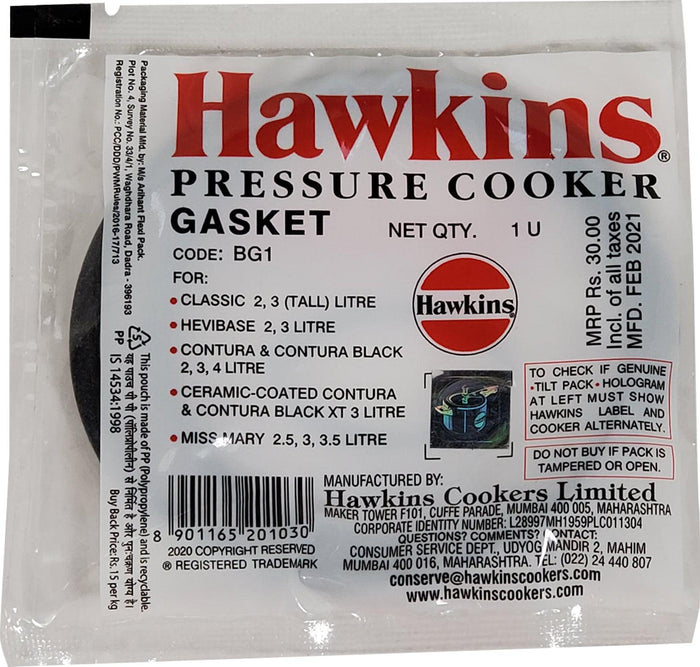 Hawkins®
PRESSURE COOKER
GASKET
NET QTY. 1 U
CODE: BG1
FOR:
• CLASSIC 2, 3 (TALL) LITRE
• HEVIBASE 2, 3 LITRE
• CONTURA & CONTURA BLACK
2, 3, 4 LITRE
• CERAMIC-COATED CONTURA
& CONTURA BLACK XT 3 LITRE
• MISS MARY 2.5, 3, 3.5 LITRE
Hawkins
MRP Rs. 30.00
Incl. of all taxes
MFD. FEB 2021
TO CHECK IF GENUINE
• TILT PACK • HOLOGRAM
AT LEFT MUST SHOW
HAWKINS LABEL AND
COOKER ALTERNATELY.
DO NOT BUY IF PACK IS
TAMPERED OR OPEN.
8 901165 201030
2020 COPYRIGHT RESERVED
® REGISTERED TRADEMARK
MANUFACTURED BY:
Hawkins Cookers Limited
MAKER TOWER F101, CUFFE PARADE, MUMBAI 400 005, MAHARASHTRA
CORPORATE IDENTITY NUMBER: L28997MH1959PLC011304
QUESTIONS? COMMENTS? CONTACT:
CONSUMER SERVICE DEPT., UDYOG MANDIR 2, MAHIM
MUMBAI 400 016, MAHARASHTRA. TEL: (022) 24 440 807
conserve@hawkinscookers.com
www.hawkinscookers.com
Packaging Material Mfd. by: M/s Arihant Flexi Pack.
Plot No. 4, Survey No. 33/4/1, Waghdhara Road, Dadra - 396193
Registration No.: PCC/DDD/PWMRules/2016-17/713
5
PP
This pouch is made of PP (Polypropylene) and is recyclable.
यह पाउच पी पी (पोलिप्रोपीलीन) से निर्मित है और पुनःचक्रण योग्य है।
IS 14534:1998
Buy Back Price: Rs. 15 per kg